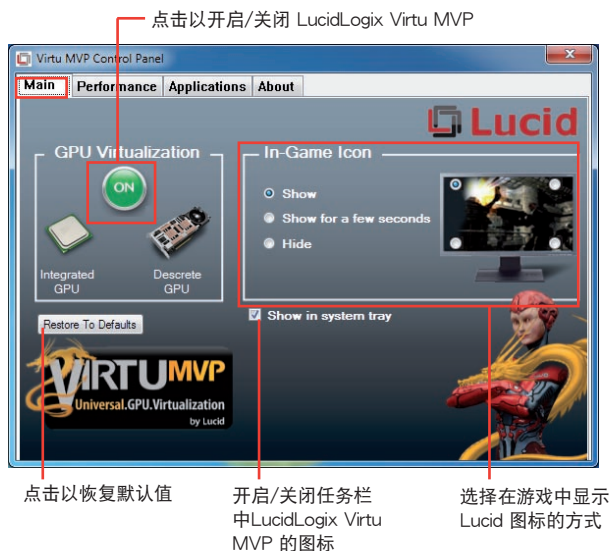 点击以开启/关闭 LucidLogix Virtu MVP
Virtu MVP Control Panel
Main Performance Applications About
Lucid
GPU Virtualization
In-Game Icon
ON
Show
Show for a few seconds
Hide
Integrated
GPU
Descrete
GPU
Restore To Defaults
Show in system tray
VIRTUMVP
Universal.GPU.Virtualization
by Lucid
点击以恢复默认值
开启/关闭任务栏
中LucidLogix Virtu
MVP 的图标
选择在游戏中显示
Lucid 图标的方式